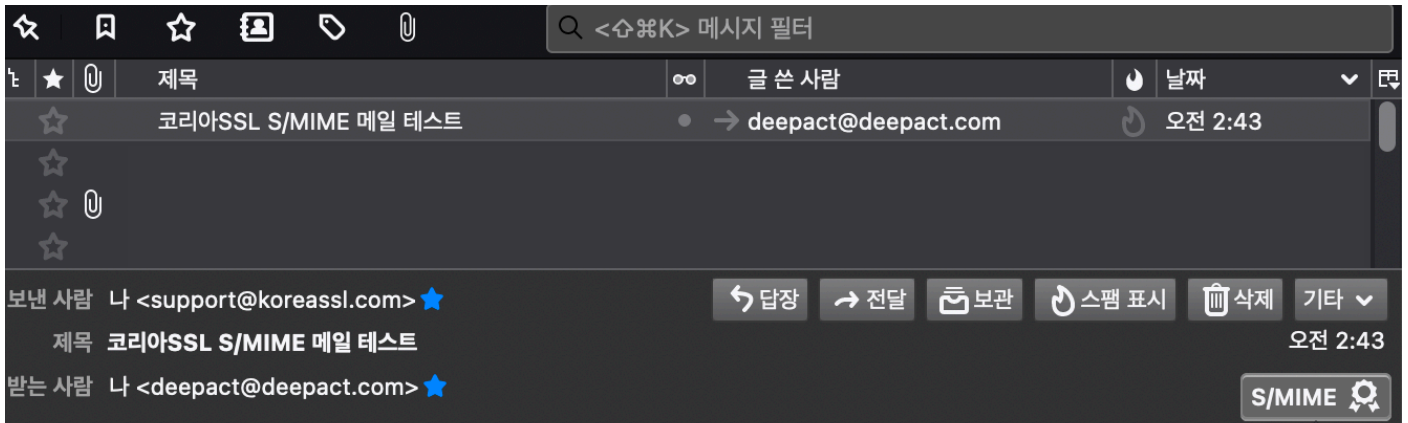 <⇧⌘K> 메시지 필터
제목 글 쓴 사람 날짜
코리아SSL S/MIME 메일 테스트 → deepact@deepact.com 오전 2:43
보낸 사람 나 <support@koreassl.com> 답장 전달 보관 스팸 표시 삭제 기타
제목 코리아SSL S/MIME 메일 테스트 오전 2:43
받는 사람 나 <deepact@deepact.com>
S/MIME